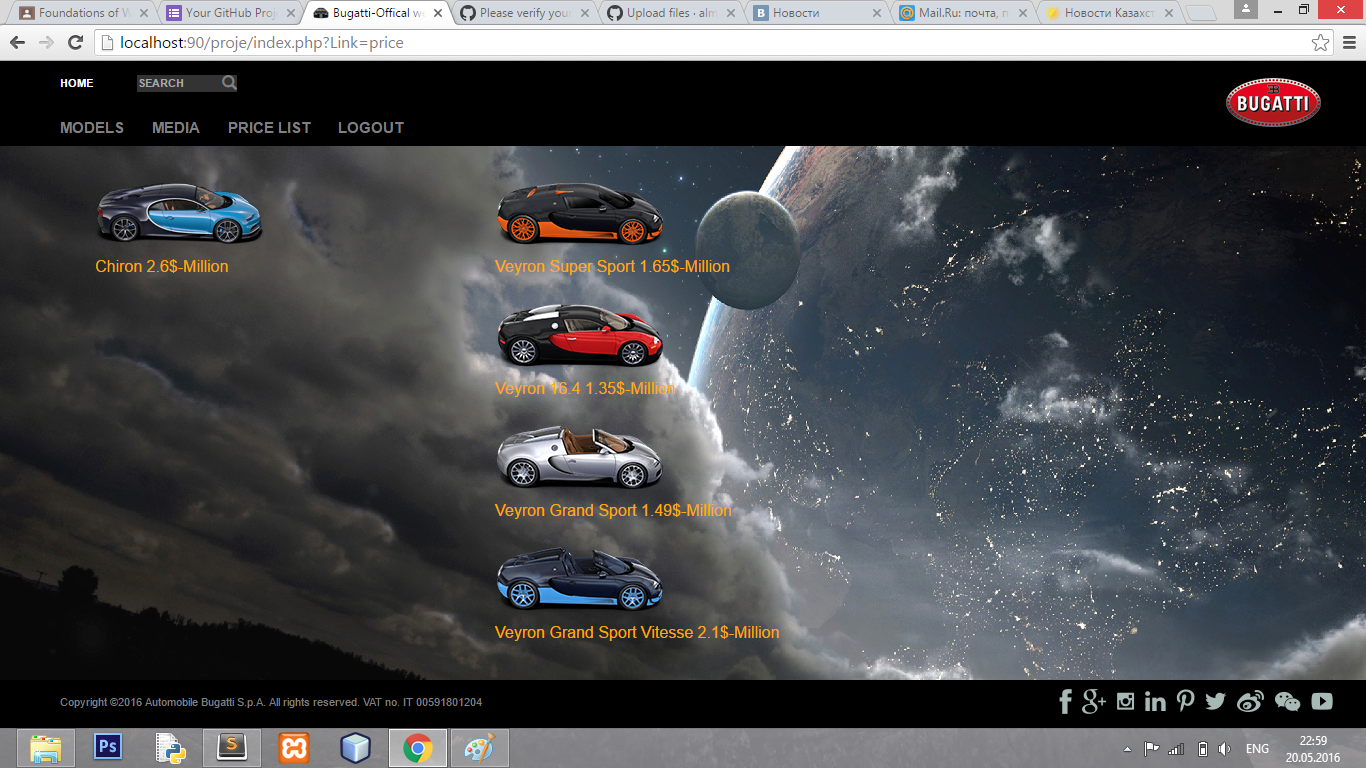 Foundations of W
Your GitHub Proj
Bugatti-Offical we
Please verify your
Upload files · alm
Новости
Mail.Ru: почта, п
Новости Казахст
localhost:90/proje/index.php?Link=price
HOME
SEARCH
BUGATTI
MODELS MEDIA PRICE LIST LOGOUT
Chiron 2.6$-Million
Veyron Super Sport 1.65$-Million
Veyron 16.4 1.35$-Million
Veyron Grand Sport 1.49$-Million
Veyron Grand Sport Vitesse 2.1$-Million
Copyright ©2016 Automobile Bugatti S.p.A. All rights reserved. VAT no. IT 00591801204
Ps
ENG
22:59
20.05.2016